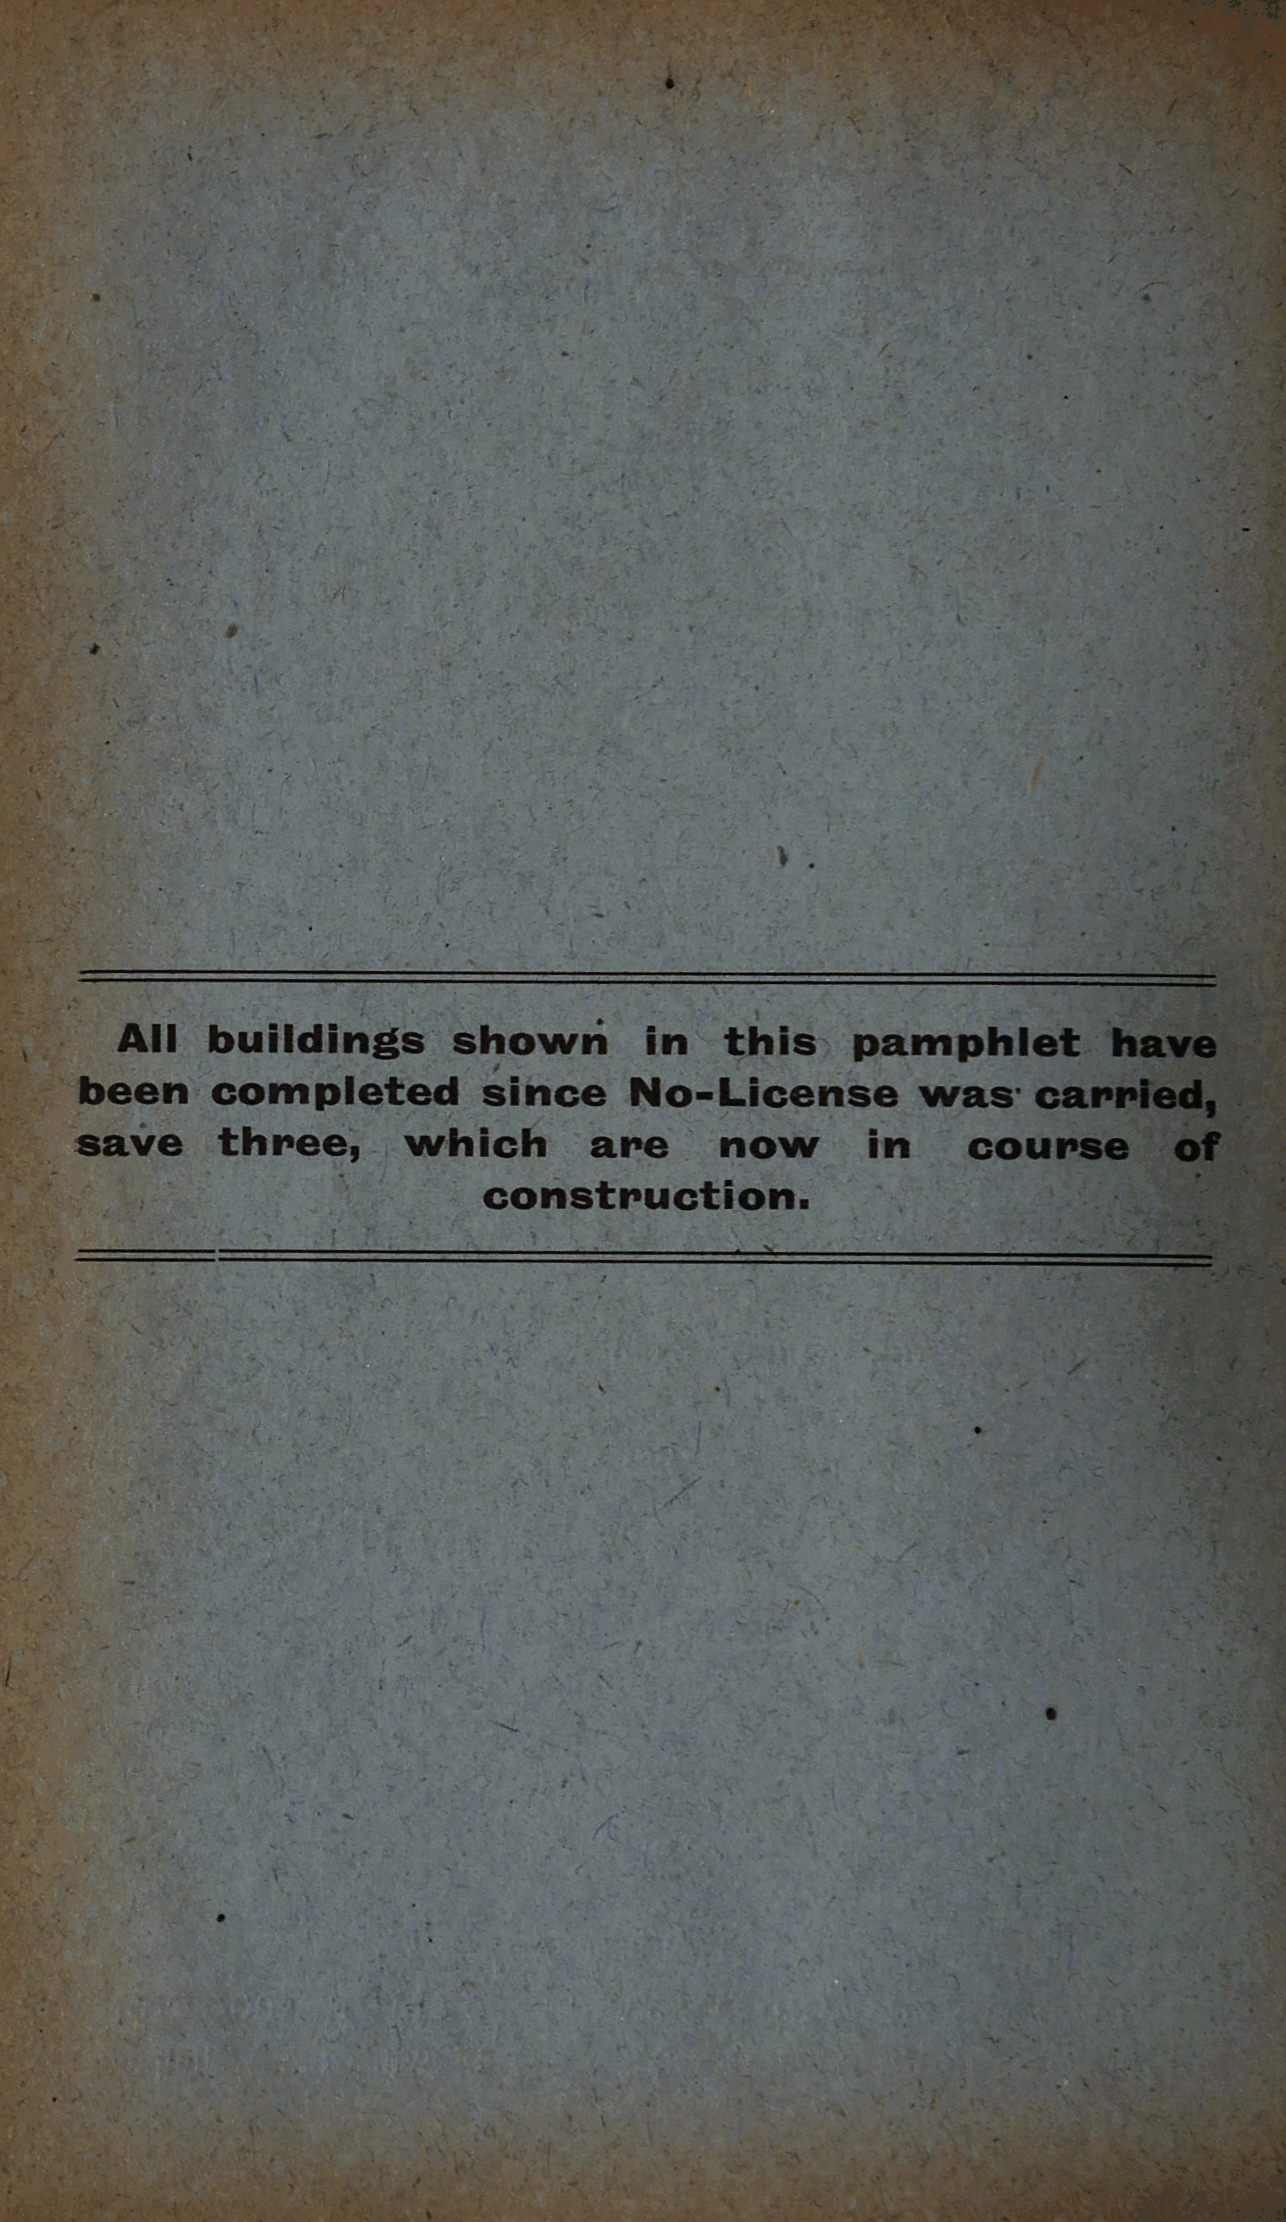 All buildings shown in this pamphlet have
been completed since No-License was carried,
save three, which are now in course of
construction.